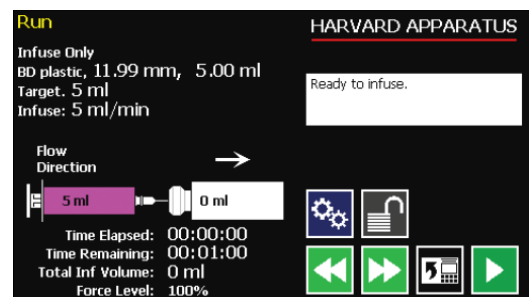 Run
HARVARD APPARATUS
Infuse Only
BD plastic, 11.99 mm, 5.00 ml
Target. 5 ml
Infuse: 5 ml/min
Ready to infuse.
Flow
Direction
5 ml
0 ml
Time Elapsed: 00:00:00
Time Remaining: 00:01:00
Total Inf Volume: 0 ml
Force Level: 100%